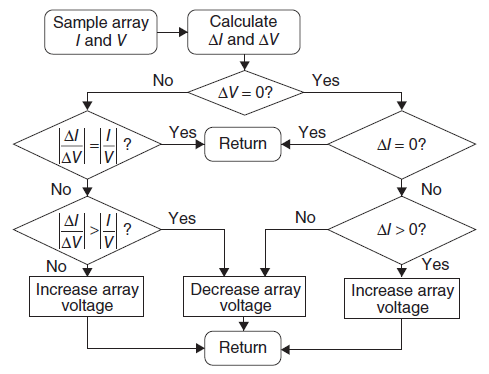 Sample array
I and V
Calculate
ΔI and ΔV
No
ΔV = 0?
Yes
|ΔI/ΔV| = |I/V| ?
Yes
Return
Yes
ΔI = 0?
No
No
|ΔI/ΔV| > |I/V| ?
Yes
No
ΔI > 0?
No
Yes
Increase array
voltage
Decrease array
voltage
Increase array
voltage
Return